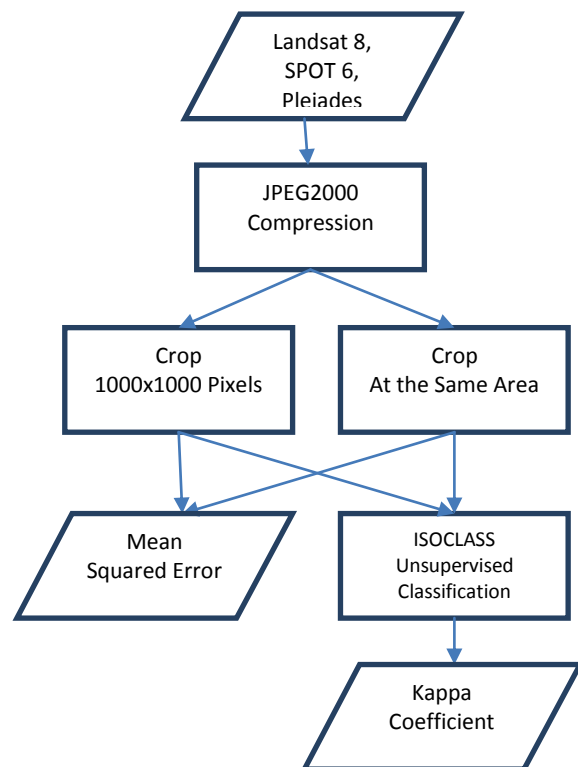 Landsat 8,
SPOT 6,
Pleiades
JPEG2000
Compression
Crop
1000x1000 Pixels
Crop
At the Same Area
Mean
Squared Error
ISOCLASS
Unsupervised
Classification
Kappa
Coefficient